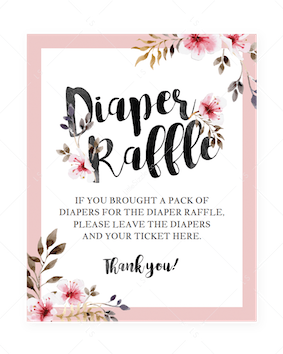 Diaper
Raffle
IF YOU BROUGHT A PACK OF
DIAPERS FOR THE DIAPER RAFFLE,
PLEASE LEAVE THE DIAPERS
AND YOUR TICKET HERE.
Thank you!